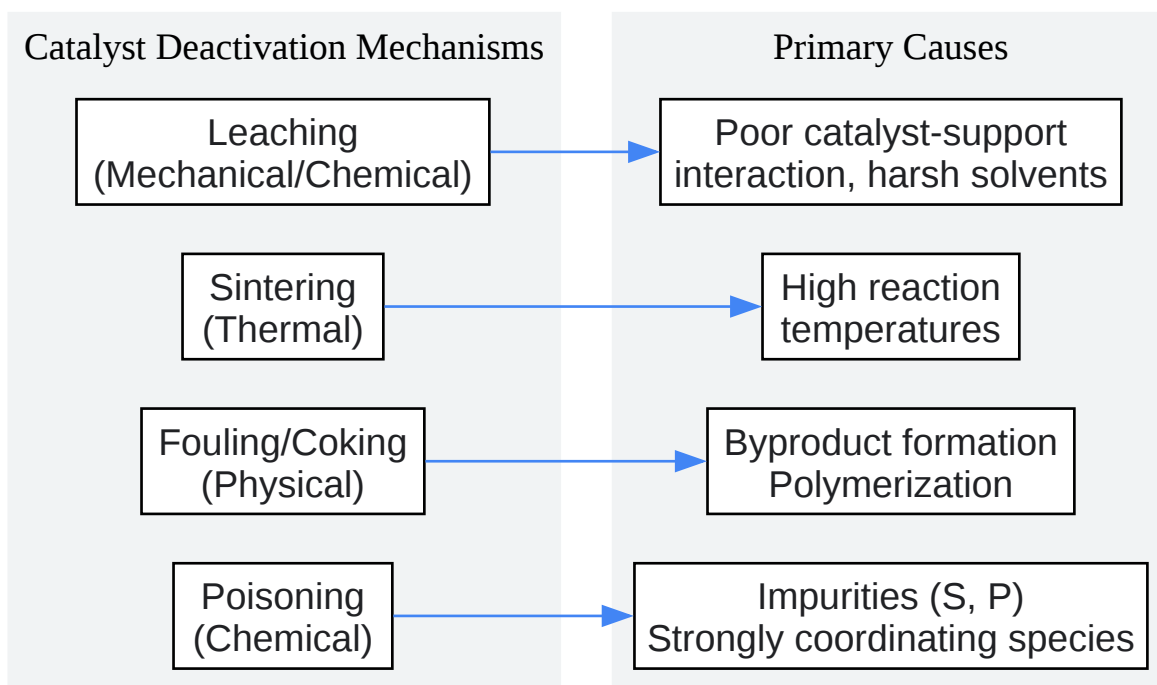 Catalyst Deactivation Mechanisms
Primary Causes
Leaching
(Mechanical/Chemical)
Poor catalyst-support
interaction, harsh solvents
Sintering
(Thermal)
High reaction
temperatures
Fouling/Coking
(Physical)
Byproduct formation
Polymerization
Poisoning
(Chemical)
Impurities (S, P)
Strongly coordinating species